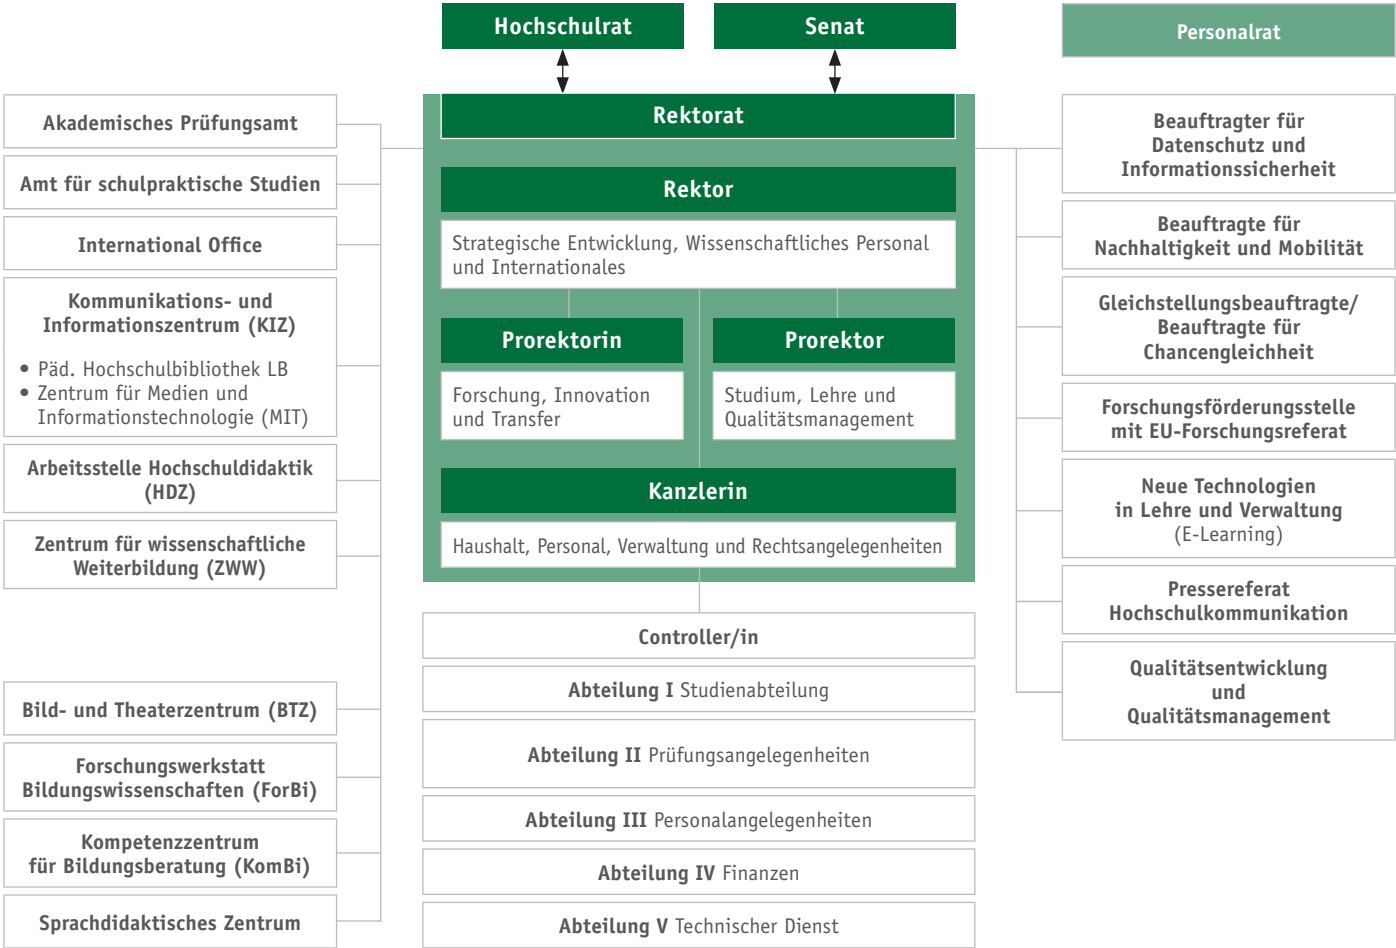 Hochschulrat
Senat
Personalrat
Akademisches Prüfungsamt
Amt für schulpraktische Studien
International Office
Kommunikations- und
Informationszentrum (KIZ)
• Päd. Hochschulbibliothek LB
• Zentrum für Medien und
Informationstechnologie (MIT)
Arbeitsstelle Hochschuldidaktik
(HDZ)
Zentrum für wissenschaftliche
Weiterbildung (ZWW)
Bild- und Theaterzentrum (BTZ)
Forschungswerkstatt
Bildungswissenschaften (ForBi)
Kompetenzzentrum
für Bildungsberatung (KomBi)
Sprachdidaktisches Zentrum
Rektorat
Rektor
Strategische Entwicklung, Wissenschaftliches Personal
und Internationales
Prorektorin
Forschung, Innovation
und Transfer
Prorektor
Studium, Lehre und
Qualitätsmanagement
Kanzlerin
Haushalt, Personal, Verwaltung und Rechtsangelegenheiten
Controller/in
Abteilung I Studienabteilung
Abteilung II Prüfungsangelegenheiten
Abteilung III Personalangelegenheiten
Abteilung IV Finanzen
Abteilung V Technischer Dienst
Beauftragter für
Datenschutz und
Informationssicherheit
Beauftragte für
Nachhaltigkeit und Mobilität
Gleichstellungsbeauftragte/
Beauftragte für
Chancengleichheit
Forschungsförderungsstelle
mit EU-Forschungsreferat
Neue Technologien
in Lehre und Verwaltung
(E-Learning)
Pressereferat
Hochschulkommunikation
Qualitätsentwicklung
und
Qualitätsmanagement